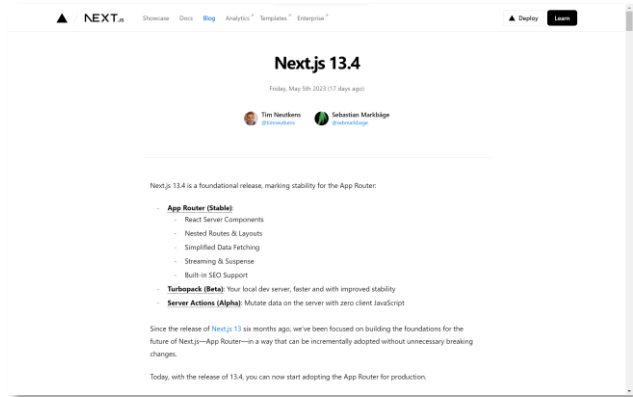 NEXT.JS Showcase Docs Blog Analytics Templates Enterprise Deploy Learn
Next.js 13.4
Friday, May 5th 2023 (17 days ago)
Tim Neutkens Sebastian Markbåge
@timneutkens @sebmarkbage
Next.js 13.4 is a foundational release, marking stability for the App Router:
- App Router (Stable):
- React Server Components
- Nested Routes & Layouts
- Simplified Data Fetching
- Streaming & Suspense
- Built-in SEO Support
- Turbopack (Beta): Your local dev server, faster and with improved stability
- Server Actions (Alpha): Mutate data on the server with zero client JavaScript
Since the release of Next.js 13 six months ago, we've been focused on building the foundations for the
future of Next.js—App Router—in a way that can be incrementally adopted without unnecessary breaking
changes.
Today, with the release of 13.4, you can now start adopting the App Router for production.